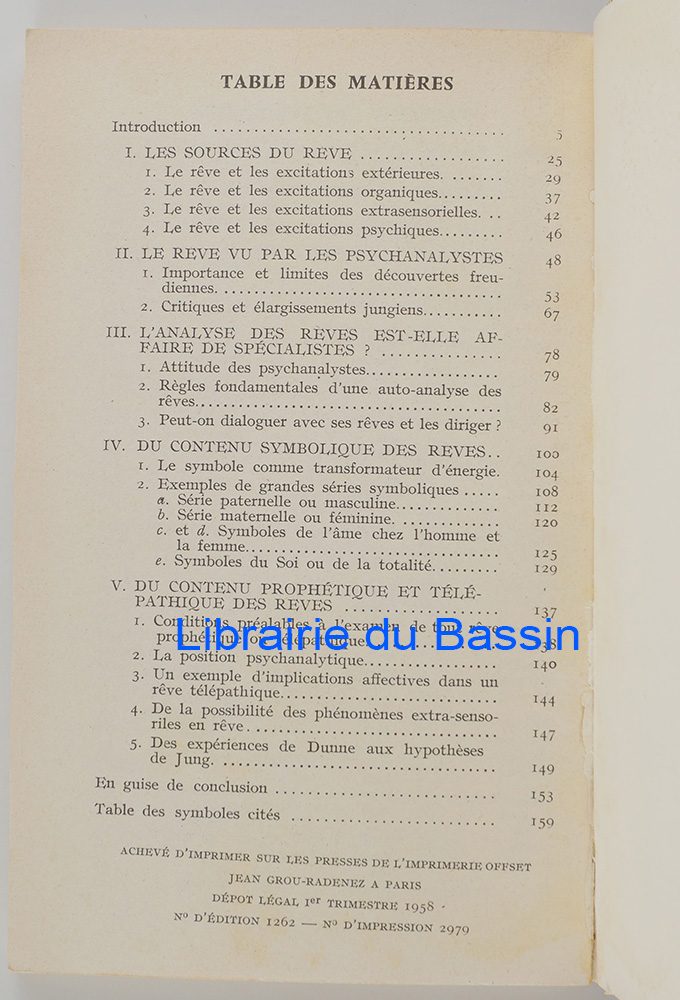 TABLE DES MATIÈRES
Introduction .................................... 5
I. LES SOURCES DU REVE .................. 25
1. Le rêve et les excitations extérieures. ....... 29
2. Le rêve et les excitations organiques......... 37
3. Le rêve et les excitations extrasensorielles. .. 42
4. Le rêve et les excitations psychiques......... 46
II. LE REVE VU PAR LES PSYCHANALYSTES 48
1. Importance et limites des découvertes freu-
diennes. .................................... 53
2. Critiques et élargissements jungiens........... 67
III. L'ANALYSE DES REVES EST-ELLE AF-
FAIRE DE SPÉCIALISTES ? ............... 78
1. Attitude des psychanalystes................. 79
2. Règles fondamentales d'une auto-analyse des
rêves....................................... 82
3. Peut-on dialoguer avec ses rêves et les diriger ? 91
IV. DU CONTENU SYMBOLIQUE DES REVES.. 100
1. Le symbole comme transformateur d'énergie. 104
2. Exemples de grandes séries symboliques ..... 108
a. Série paternelle ou masculine............. 112
b. Série maternelle ou féminine. ............ 120
c. et d. Symboles de l'âme chez l'homme et
la femme................................ 125
e. Symboles du Soi ou de la totalité......... 129
V. DU CONTENU PROPHÉTIQUE ET TÉLÉ-
PATHIQUE DES REVES ................... 137
1. Conditions préalables à l'examen de tout rêve
prophétique ou télépathique
Librairie du Bassin
2. La position psychanalytique................. 140
3. Un exemple d'implications affectives dans un
rêve télépathique........................... 144
4. De la possibilité des phénomènes extra-senso-
riles en rêve............................... 147
5. Des expériences de Dunne aux hypothèses
de Jung. ................................... 149
En guise de conclusion ........................... 153
Table des symboles cités ......................... 159
ACHEVÉ D'IMPRIMER SUR LES PRESSES DE L'IMPRIMERIE OFFSET
JEAN GROU-RADENEZ A PARIS
DÉPOT LÉGAL 1er TRIMESTRE 1958
N° D'ÉDITION 1262 — N° D'IMPRESSION 2979